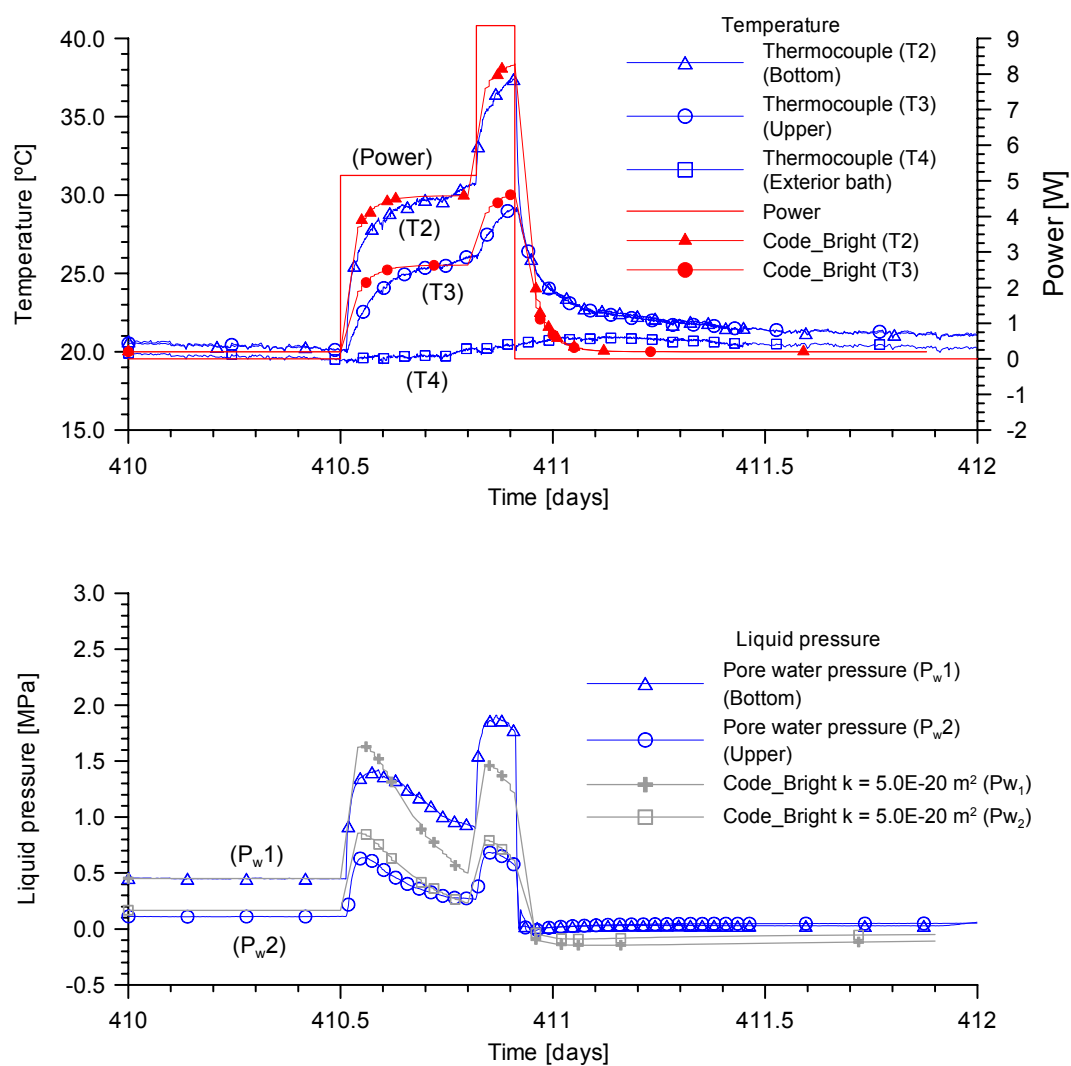 Temperature
Thermocouple (T2)
(Bottom)
Thermocouple (T3)
(Upper)
Thermocouple (T4)
(Exterior bath)
Power
Code_Bright (T2)
Code_Bright (T3)
(Power)
(T2)
(T3)
(T4)
40.0
35.0
30.0
25.0
20.0
15.0
Temperature [ºC]
9
8
7
6
5
4
3
2
1
0
-1
-2
Power [W]
410 410.5 411 411.5 412
Time [days]
3.0
2.5
2.0
1.5
1.0
0.5
0.0
-0.5
Liquid pressure [MPa]
Liquid pressure
Pore water pressure (Pw1)
(Bottom)
Pore water pressure (Pw2)
(Upper)
Code_Bright k = 5.0E-20 m² (Pw₁)
Code_Bright k = 5.0E-20 m² (Pw₂)
(Pw1)
(Pw2)
410 410.5 411 411.5 412
Time [days]